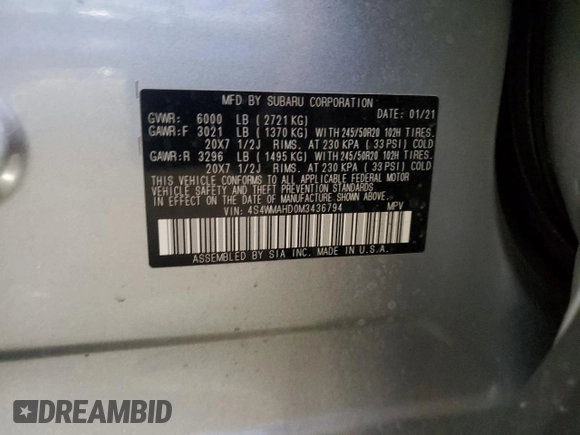 MFD BY SUBARU CORPORATION
GVWR: 6000 LB ( 2721 KG) DATE: 01/21
GAWR:F 3021 LB ( 1370 KG) WITH 245/50R20 102H TIRES.
20X7 1/2J RIMS. AT 230 KPA ( 33 PSI) COLD
GAWR:R 3296 LB ( 1495 KG) WITH 245/50R20 102H TIRES.
20X7 1/2J RIMS. AT 230 KPA ( 33 PSI) COLD
THIS VEHICLE CONFORMS TO ALL APPLICABLE FEDERAL MOTOR
VEHICLE SAFETY AND THEFT PREVENTION STANDARDS
IN EFFECT ON THE DATE OF MANUFACTURE SHOWN ABOVE.
VIN: 4S4WMAHD0M3436794 MPV
ASSEMBLED BY SIA INC. MADE IN U.S.A.
DREAMBID